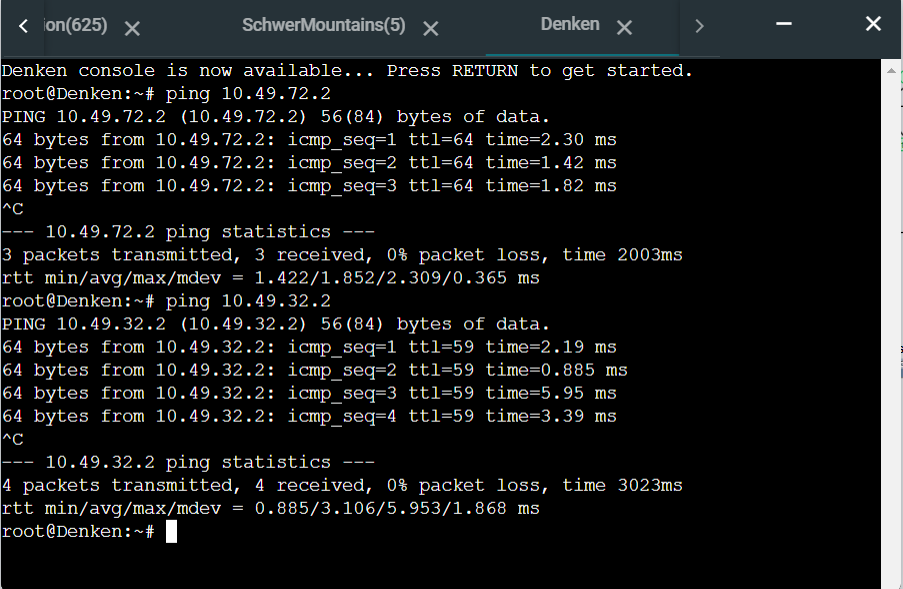 ion(625)
SchwerMountains(5)
Denken
Denken console is now available... Press RETURN to get started.
root@Denken:~# ping 10.49.72.2
PING 10.49.72.2 (10.49.72.2) 56(84) bytes of data.
64 bytes from 10.49.72.2: icmp_seq=1 ttl=64 time=2.30 ms
64 bytes from 10.49.72.2: icmp_seq=2 ttl=64 time=1.42 ms
64 bytes from 10.49.72.2: icmp_seq=3 ttl=64 time=1.82 ms
^C
--- 10.49.72.2 ping statistics ---
3 packets transmitted, 3 received, 0% packet loss, time 2003ms
rtt min/avg/max/mdev = 1.422/1.852/2.309/0.365 ms
root@Denken:~# ping 10.49.32.2
PING 10.49.32.2 (10.49.32.2) 56(84) bytes of data.
64 bytes from 10.49.32.2: icmp_seq=1 ttl=59 time=2.19 ms
64 bytes from 10.49.32.2: icmp_seq=2 ttl=59 time=0.885 ms
64 bytes from 10.49.32.2: icmp_seq=3 ttl=59 time=5.95 ms
64 bytes from 10.49.32.2: icmp_seq=4 ttl=59 time=3.39 ms
^C
--- 10.49.32.2 ping statistics ---
4 packets transmitted, 4 received, 0% packet loss, time 3023ms
rtt min/avg/max/mdev = 0.885/3.106/5.953/1.868 ms
root@Denken:~#